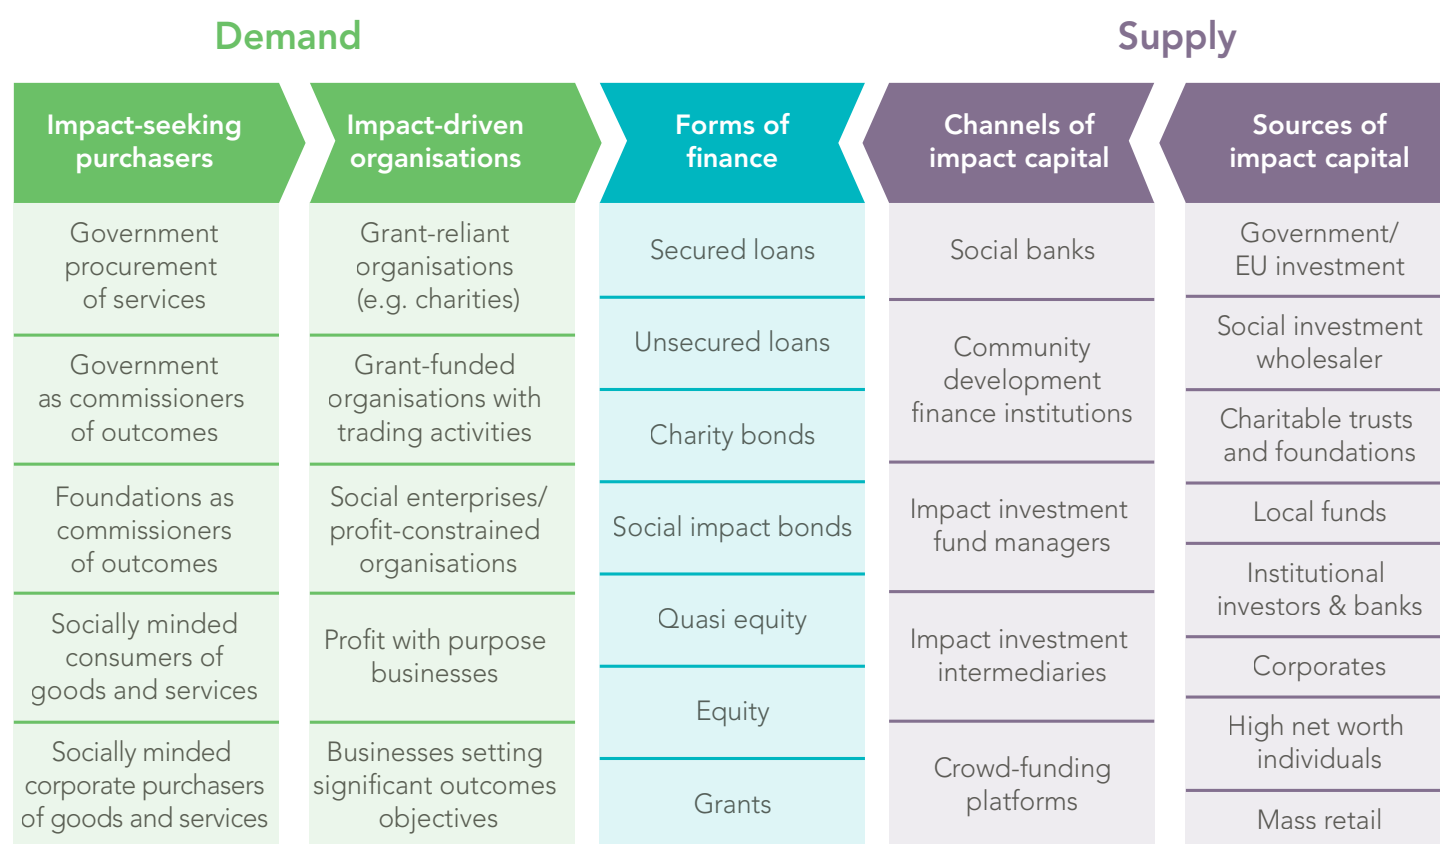 Demand
Supply
Impact-seeking
purchasers
Government
procurement
of services
Government
as commissioners
of outcomes
Foundations as
commissioners
of outcomes
Socially minded
consumers of
goods and services
Socially minded
corporate purchasers
of goods and services
Impact-driven
organisations
Grant-reliant
organisations
(e.g. charities)
Grant-funded
organisations with
trading activities
Social enterprises/
profit-constrained
organisations
Profit with purpose
businesses
Businesses setting
significant outcomes
objectives
Forms of
finance
Secured loans
Unsecured loans
Charity bonds
Social impact bonds
Quasi equity
Equity
Grants
Channels of
impact capital
Social banks
Community
development
finance institutions
Impact investment
fund managers
Impact investment
intermediaries
Crowd-funding
platforms
Sources of
impact capital
Government/
EU investment
Social investment
wholesaler
Charitable trusts
and foundations
Local funds
Institutional
investors & banks
Corporates
High net worth
individuals
Mass retail